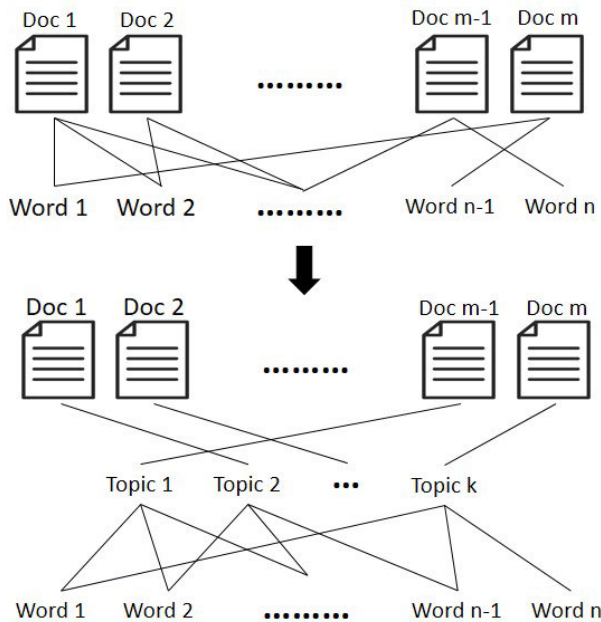 Doc 1 Doc 2 Doc m-1 Doc m
.........
Word 1 Word 2 ......... Word n-1 Word n
Doc 1 Doc 2 Doc m-1 Doc m
.........
Topic 1 Topic 2 ... Topic k
Word 1 Word 2 ......... Word n-1 Word n